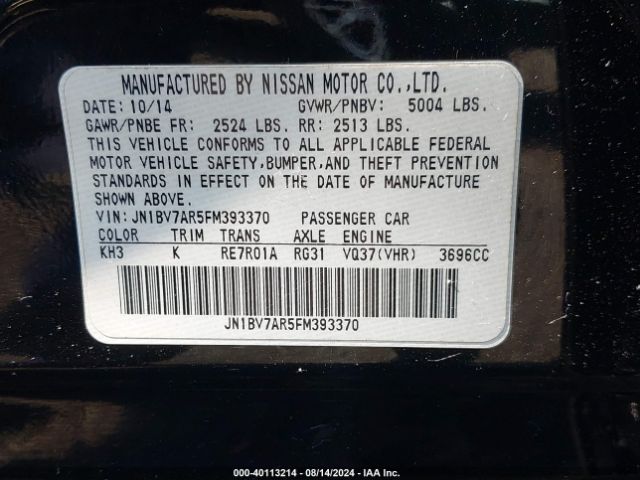 MANUFACTURED BY NISSAN MOTOR CO.,LTD.
DATE: 10/14 GVWR/PNBV: 5004 LBS.
GAWR/PNBE FR: 2524 LBS. RR: 2513 LBS.
THIS VEHICLE CONFORMS TO ALL APPLICABLE FEDERAL
MOTOR VEHICLE SAFETY,BUMPER,AND THEFT PREVENTION
STANDARDS IN EFFECT ON THE DATE OF MANUFACTURE
SHOWN ABOVE.
VIN: JN1BV7AR5FM393370 PASSENGER CAR
COLOR TRIM TRANS AXLE ENGINE
KH3 K RE7R01A RG31 VQ37(VHR) 3696CC
JN1BV7AR5FM393370
000-40113214 - 08/14/2024 - IAA Inc.